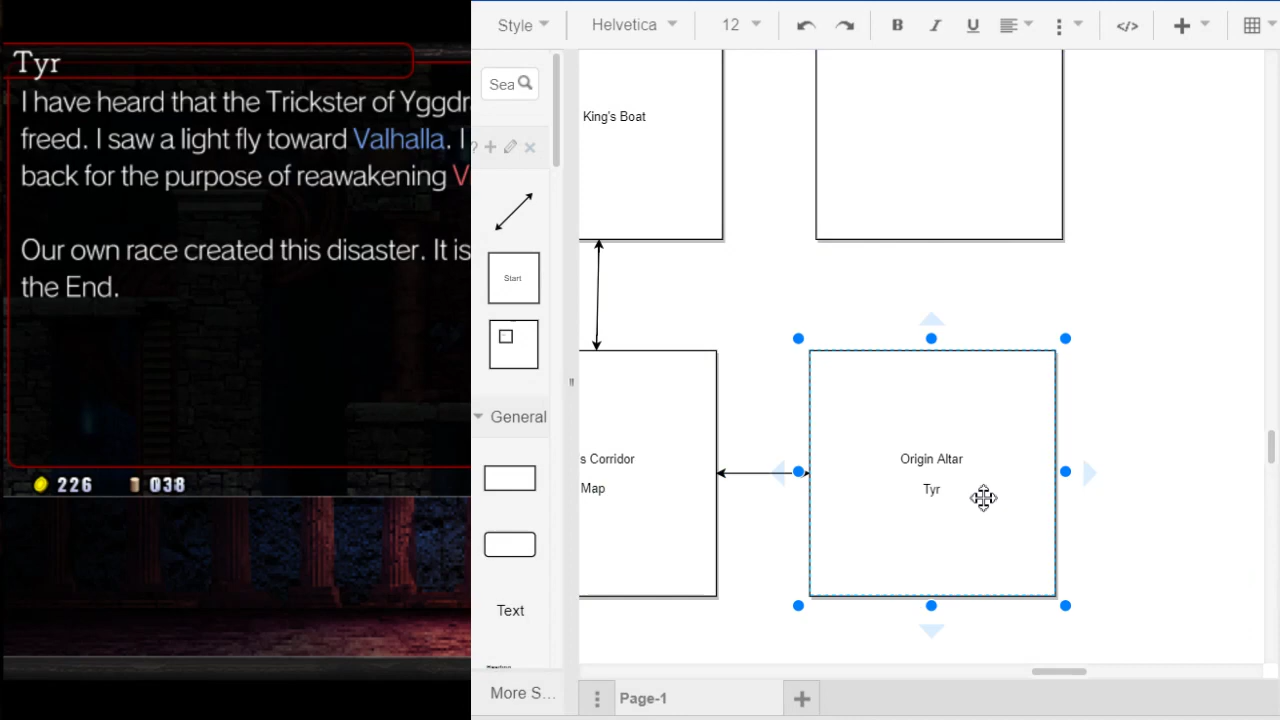 Tyr
I have heard that the Trickster of Yggdr
freed. I saw a light fly toward Valhalla. I
back for the purpose of reawakening V
Our own race created this disaster. It is
the End.
226 038
Style Helvetica 12 B I U </>
Sea
Start
General
Text
More S...
King's Boat
s Corridor
Map
Origin Altar
Tyr
Page-1